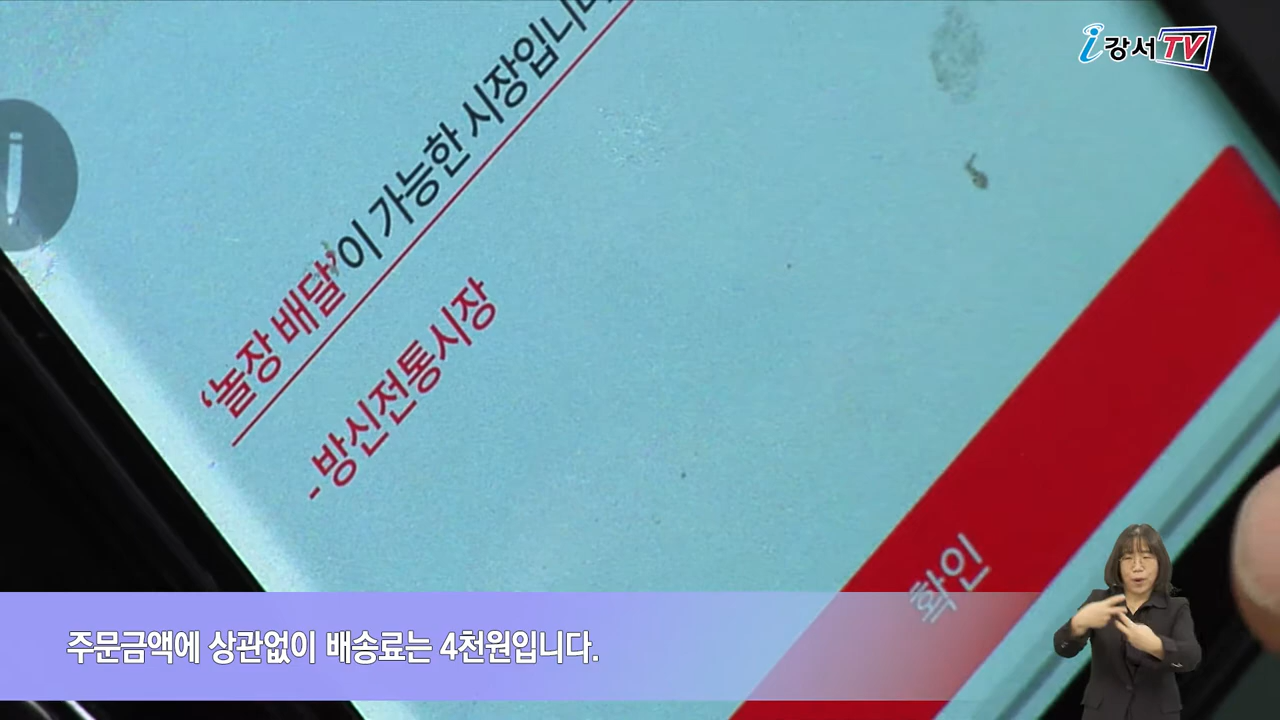 i강서TV
‘놀장 배달’이 가능한 시장입니다
- 방신전통시장
확인
주문금액에 상관없이 배송료는 4천원입니다.